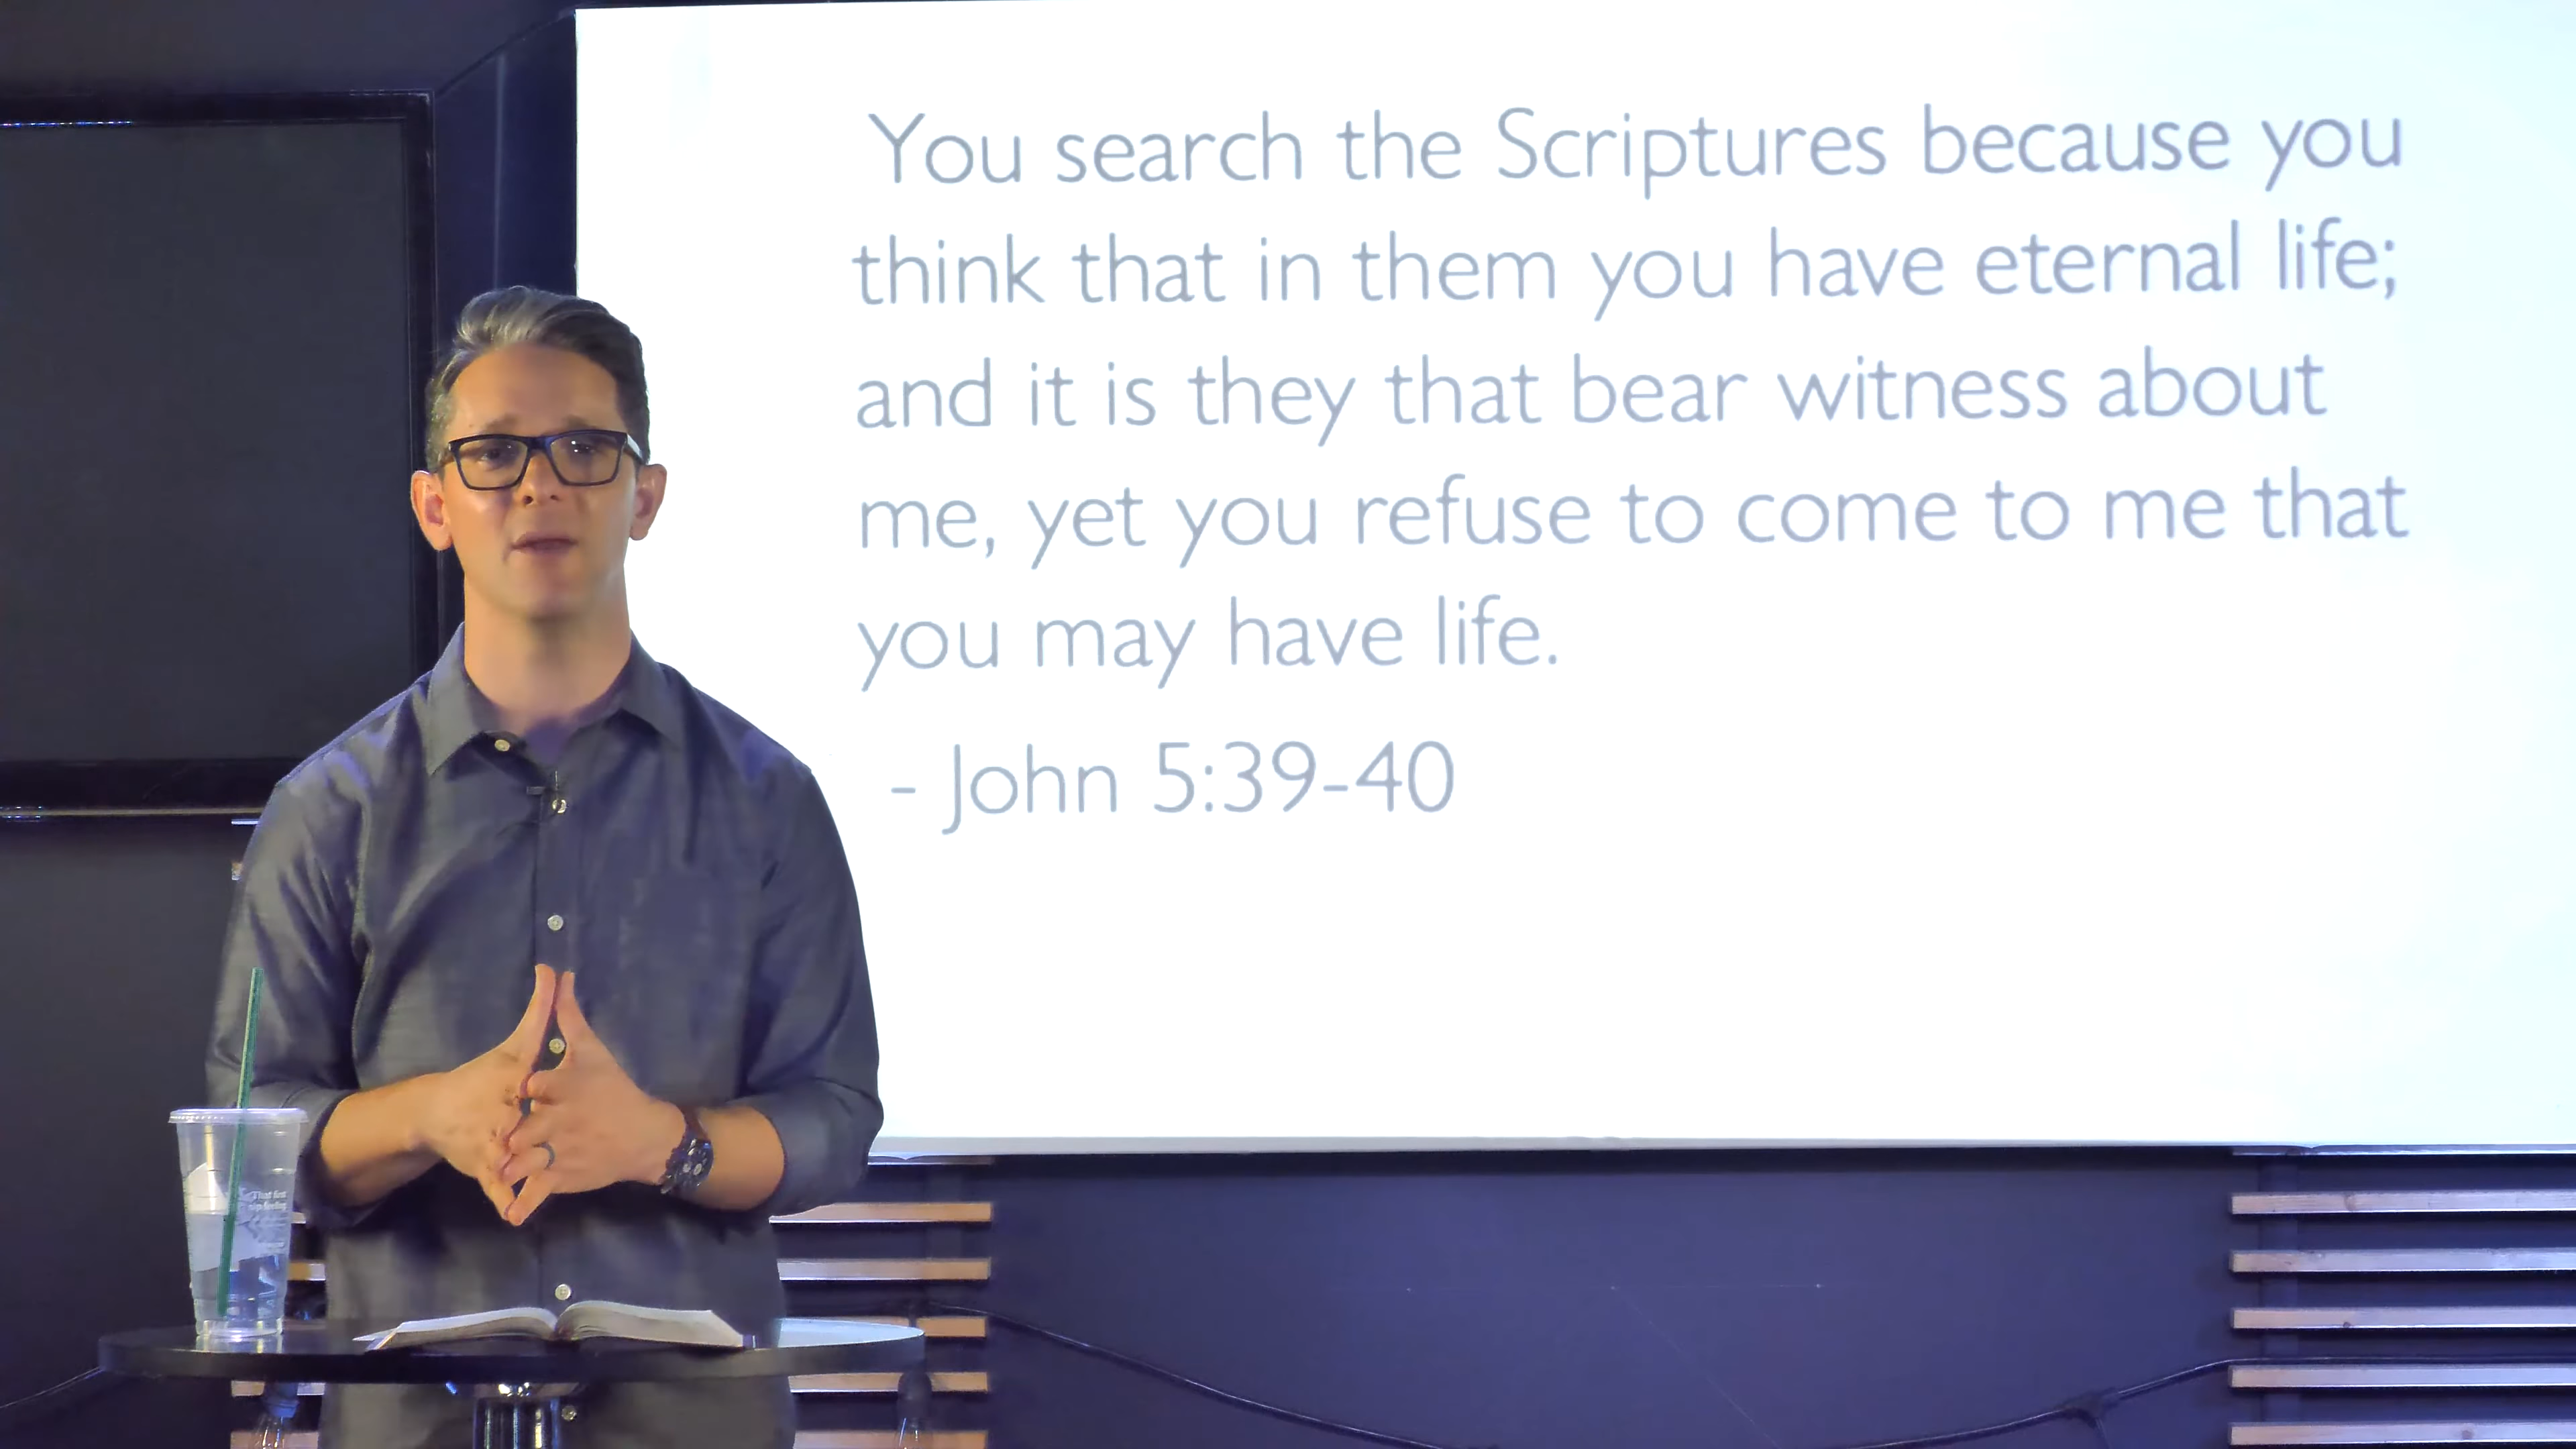 You search the Scriptures because you
think that in them you have eternal life;
and it is they that bear witness about
me, yet you refuse to come to me that
you may have life.
- John 5:39-40
That first